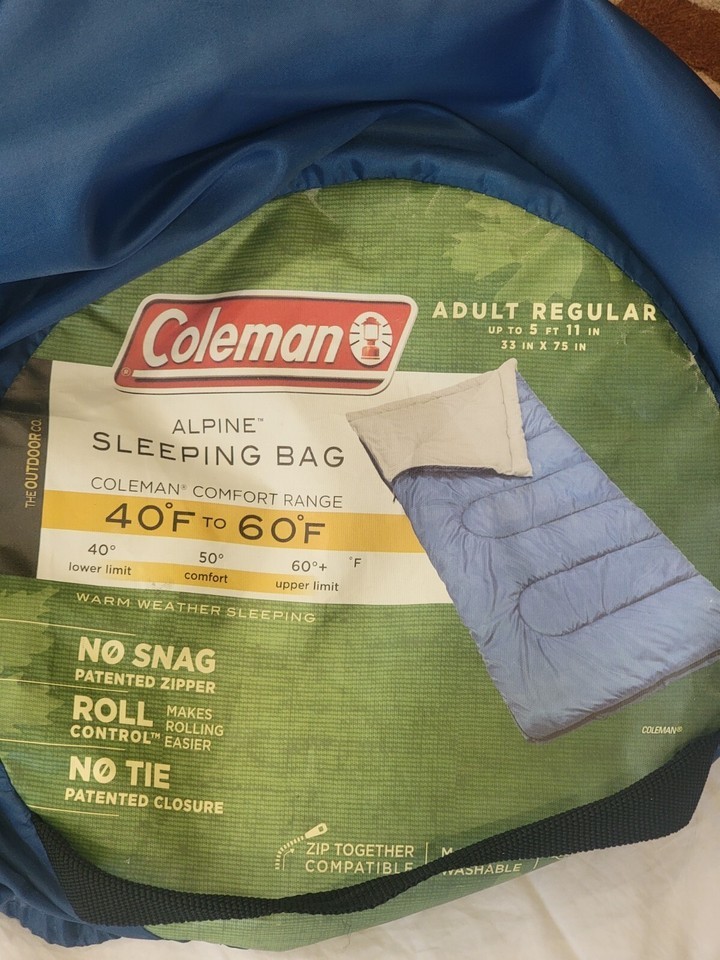 Coleman
®
ADULT REGULAR
UP TO 5 FT 11 IN
33 IN X 75 IN
THE OUTDOOR CO.
ALPINE™
SLEEPING BAG
COLEMAN® COMFORT RANGE
40°F TO 60°F
40° 50° 60°+ °F
lower limit comfort upper limit
WARM WEATHER SLEEPING
NO SNAG
PATENTED ZIPPER
ROLL CONTROL™ MAKES ROLLING EASIER
NO TIE
PATENTED CLOSURE
COLEMAN®
ZIP TOGETHER
COMPATIBLE
WASHABLE